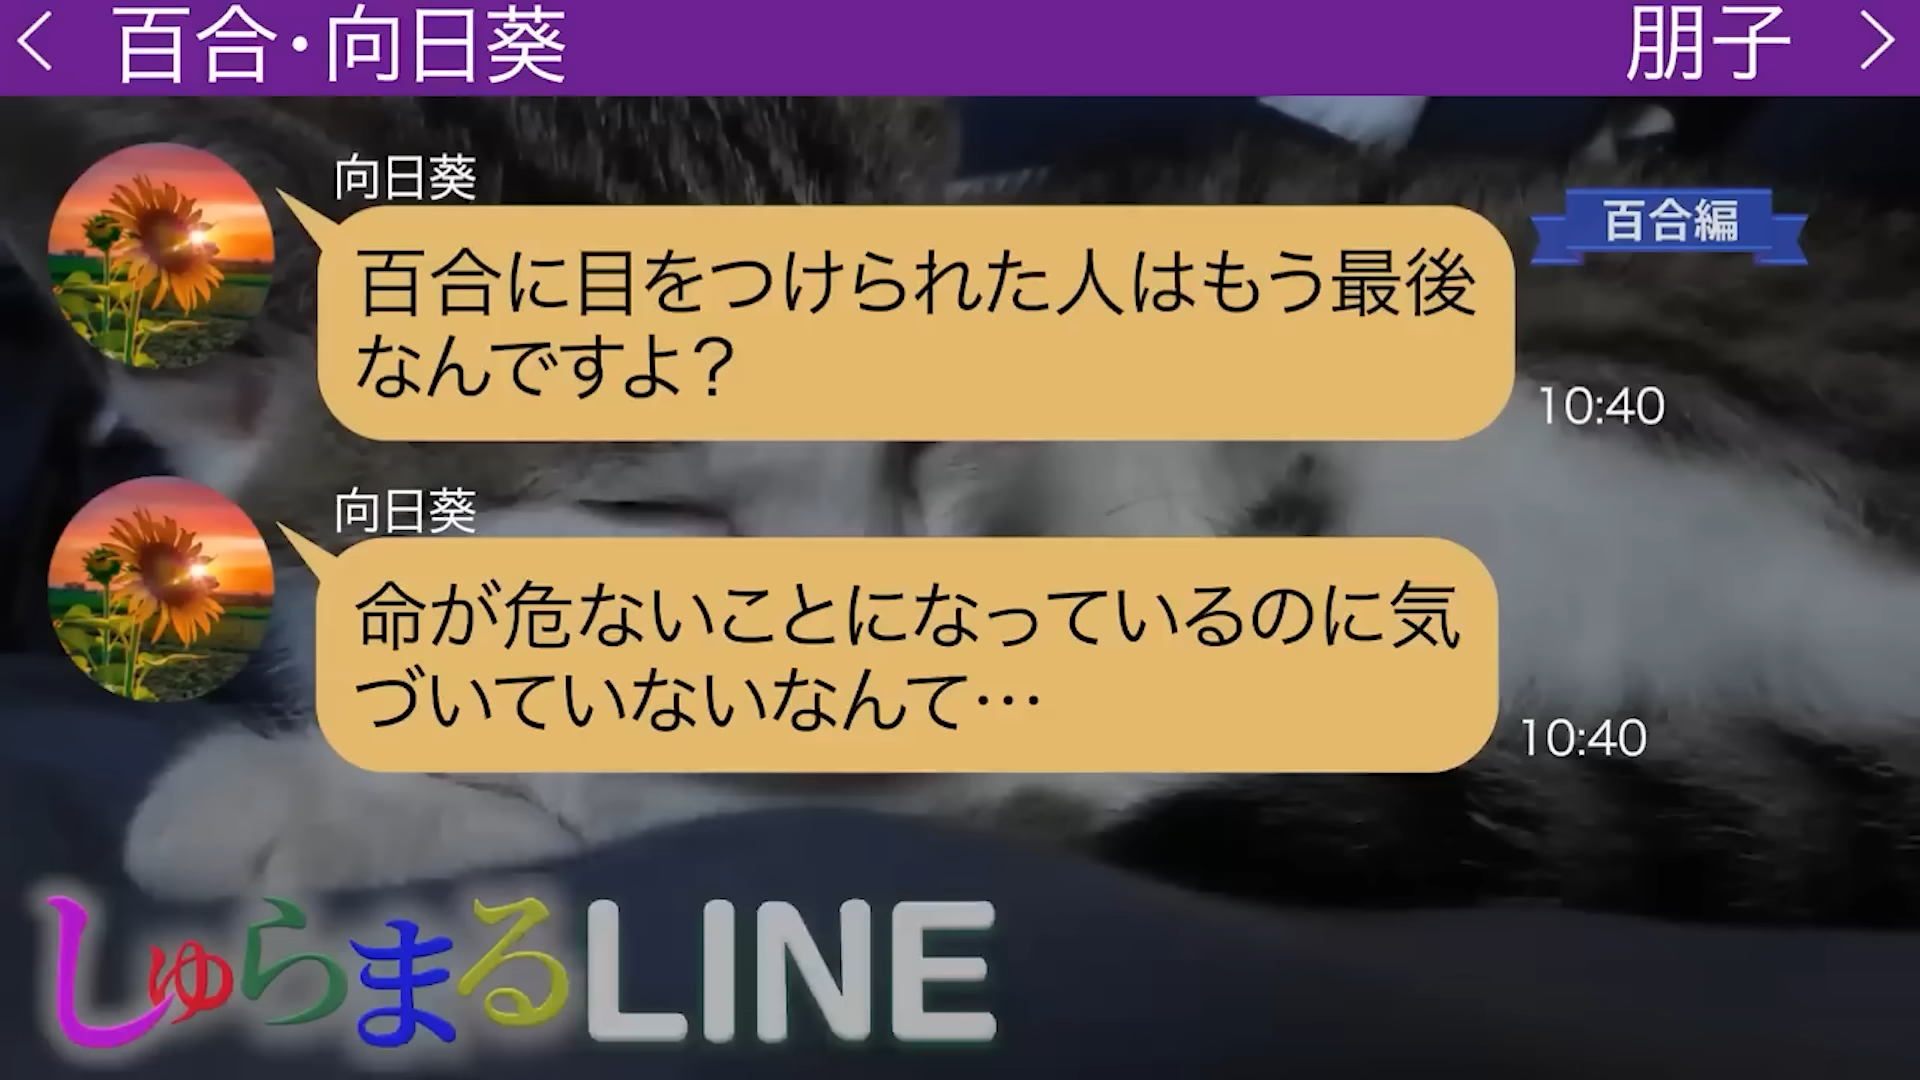 百合・向日葵
朋子
向日葵
百合編
百合に目をつけられた人はもう最後
なんですよ？
10:40
向日葵
命が危ないことになっているのに気
づいていないなんて…
10:40
しゅらまるLINE